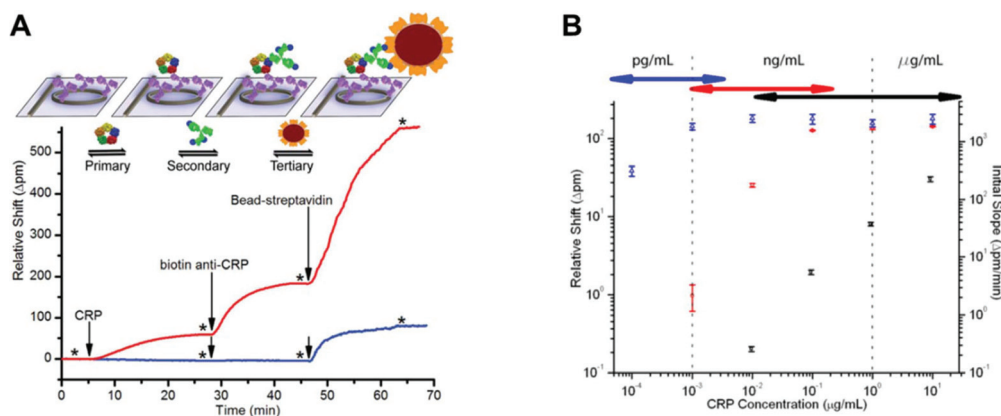 A
Primary
Secondary
Tertiary
Bead-streptavidin
biotin anti-CRP
CRP
*
*
*
*
*
*
*
Relative Shift (Δpm)
550
400
300
200
100
0
0
10
20
30
40
50
60
70
Time (min)
B
pg/mL
ng/mL
μg/mL
Relative Shift (Δpm)
10²
10¹
10⁰
10⁻¹
Initial Slope (Δpm/min)
10³
10²
10¹
10⁰
10⁻¹
10⁻⁴
10⁻³
10⁻²
10⁻¹
10⁰
10¹
CRP Concentration (μg/mL)